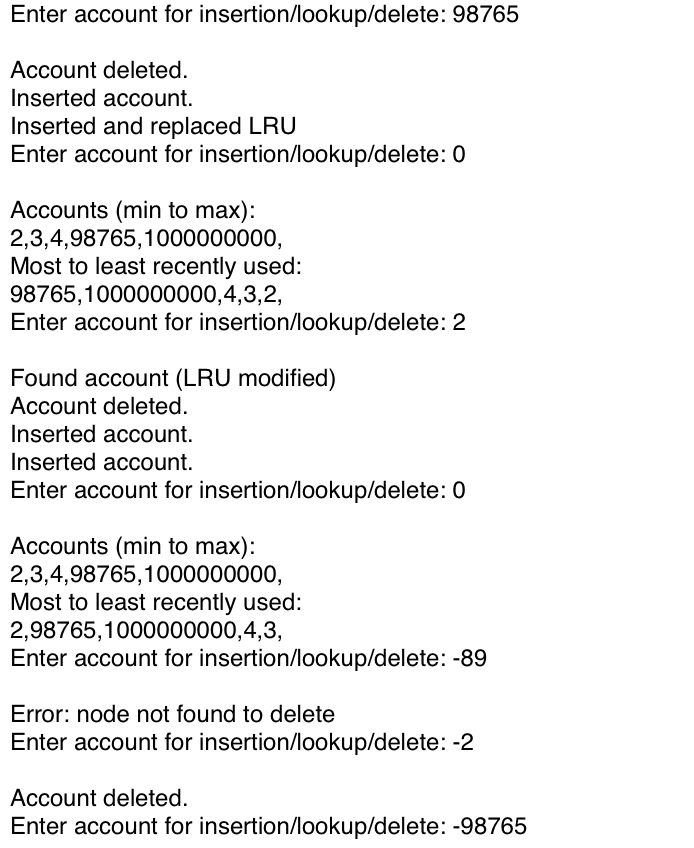 Enter account for insertion/lookup/delete: 98765
Account deleted.
Inserted account.
Inserted and replaced LRU
Enter account for insertion/lookup/delete: 0
Accounts (min to max):
2,3,4,98765,1000000000,
Most to least recently used:
98765,1000000000,4,3,2,
Enter account for insertion/lookup/delete: 2
Found account (LRU modified)
Account deleted.
Inserted account.
Inserted account.
Enter account for insertion/lookup/delete: 0
Accounts (min to max):
2,3,4,98765,1000000000,
Most to least recently used:
2,98765,1000000000,4,3,
Enter account for insertion/lookup/delete: -89
Error: node not found to delete
Enter account for insertion/lookup/delete: -2
Account deleted.
Enter account for insertion/lookup/delete: -98765